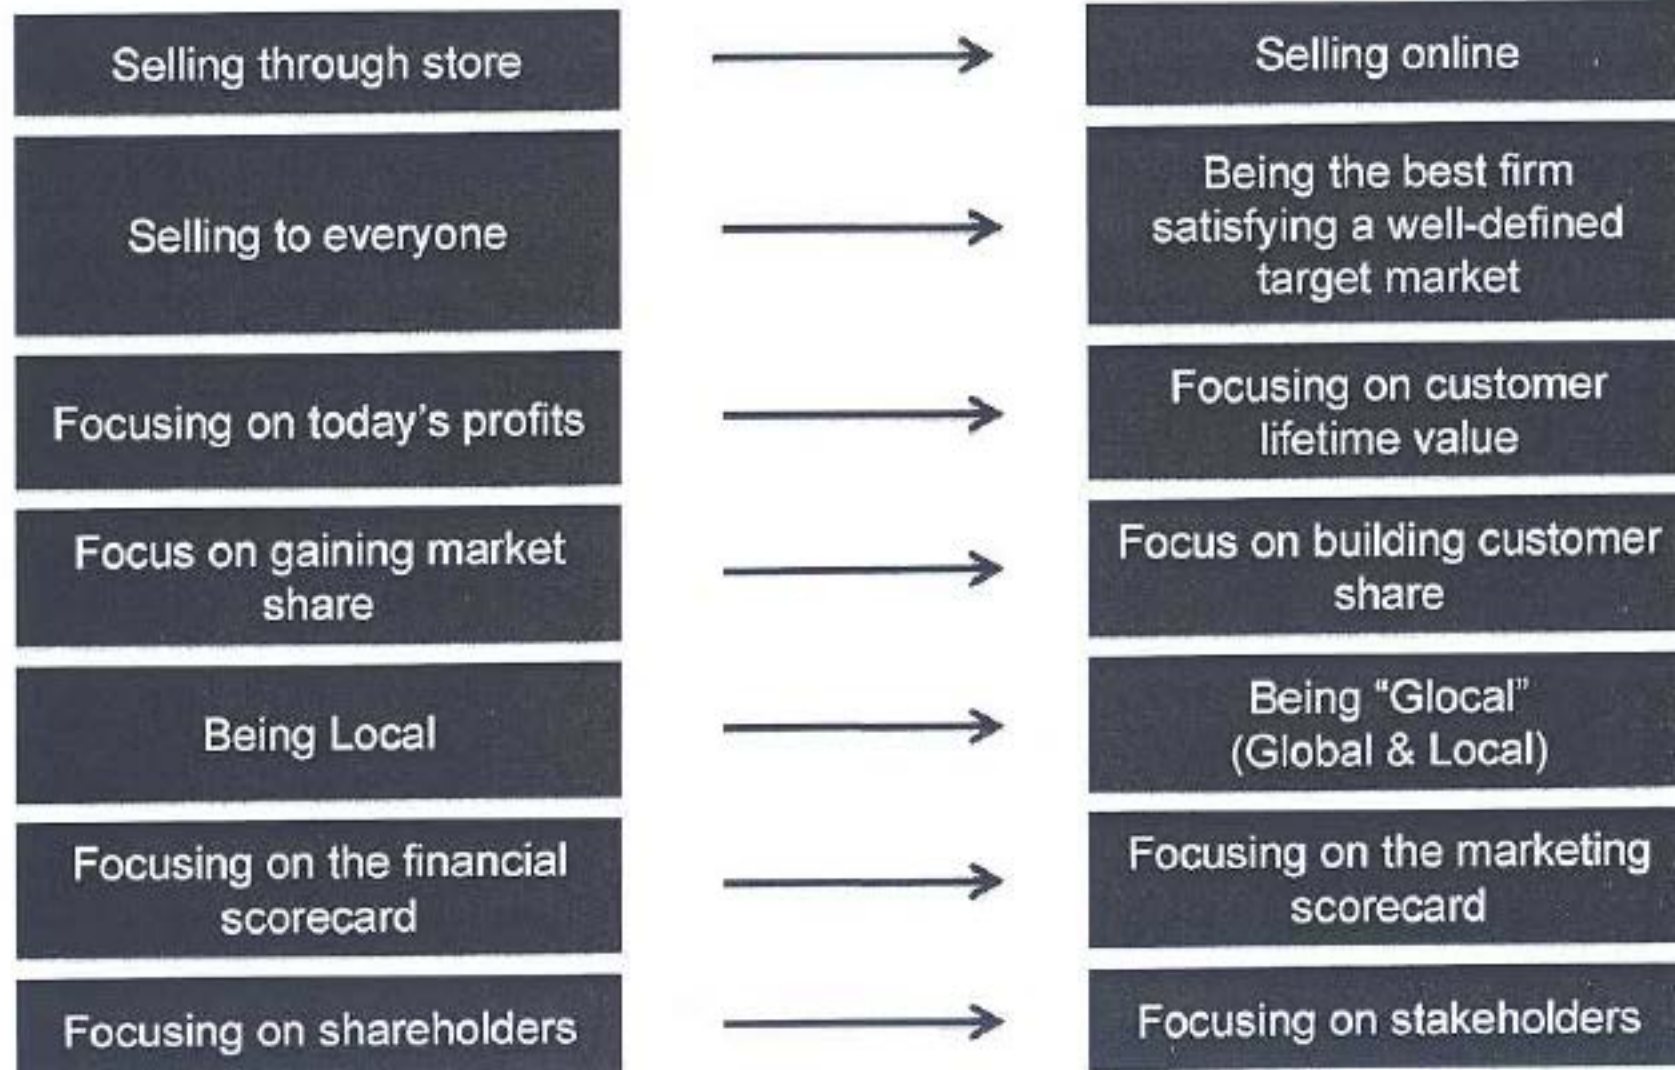 Selling through store
Selling online
Selling to everyone
Being the best firm
satisfying a well-defined
target market
Focusing on today's profits
Focusing on customer
lifetime value
Focus on gaining market
share
Focus on building customer
share
Being Local
Being "Glocal"
(Global & Local)
Focusing on the financial
scorecard
Focusing on the marketing
scorecard
Focusing on shareholders
Focusing on stakeholders